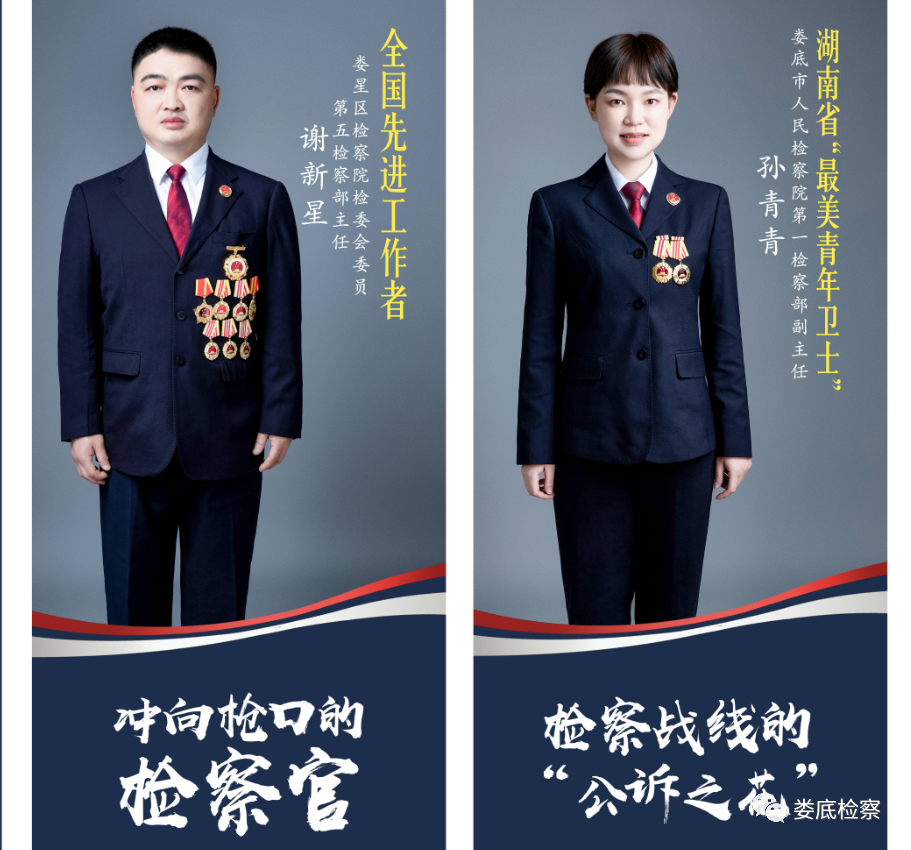 全国先进工作者
娄星区检察院检委会委员
第五检察部主任
谢新星
冲向枪口的
检察官
湖南省“最美青年卫士”
娄底市人民检察院第一检察部副主任
孙青青
检察战线的
“公诉之花”
娄底检察